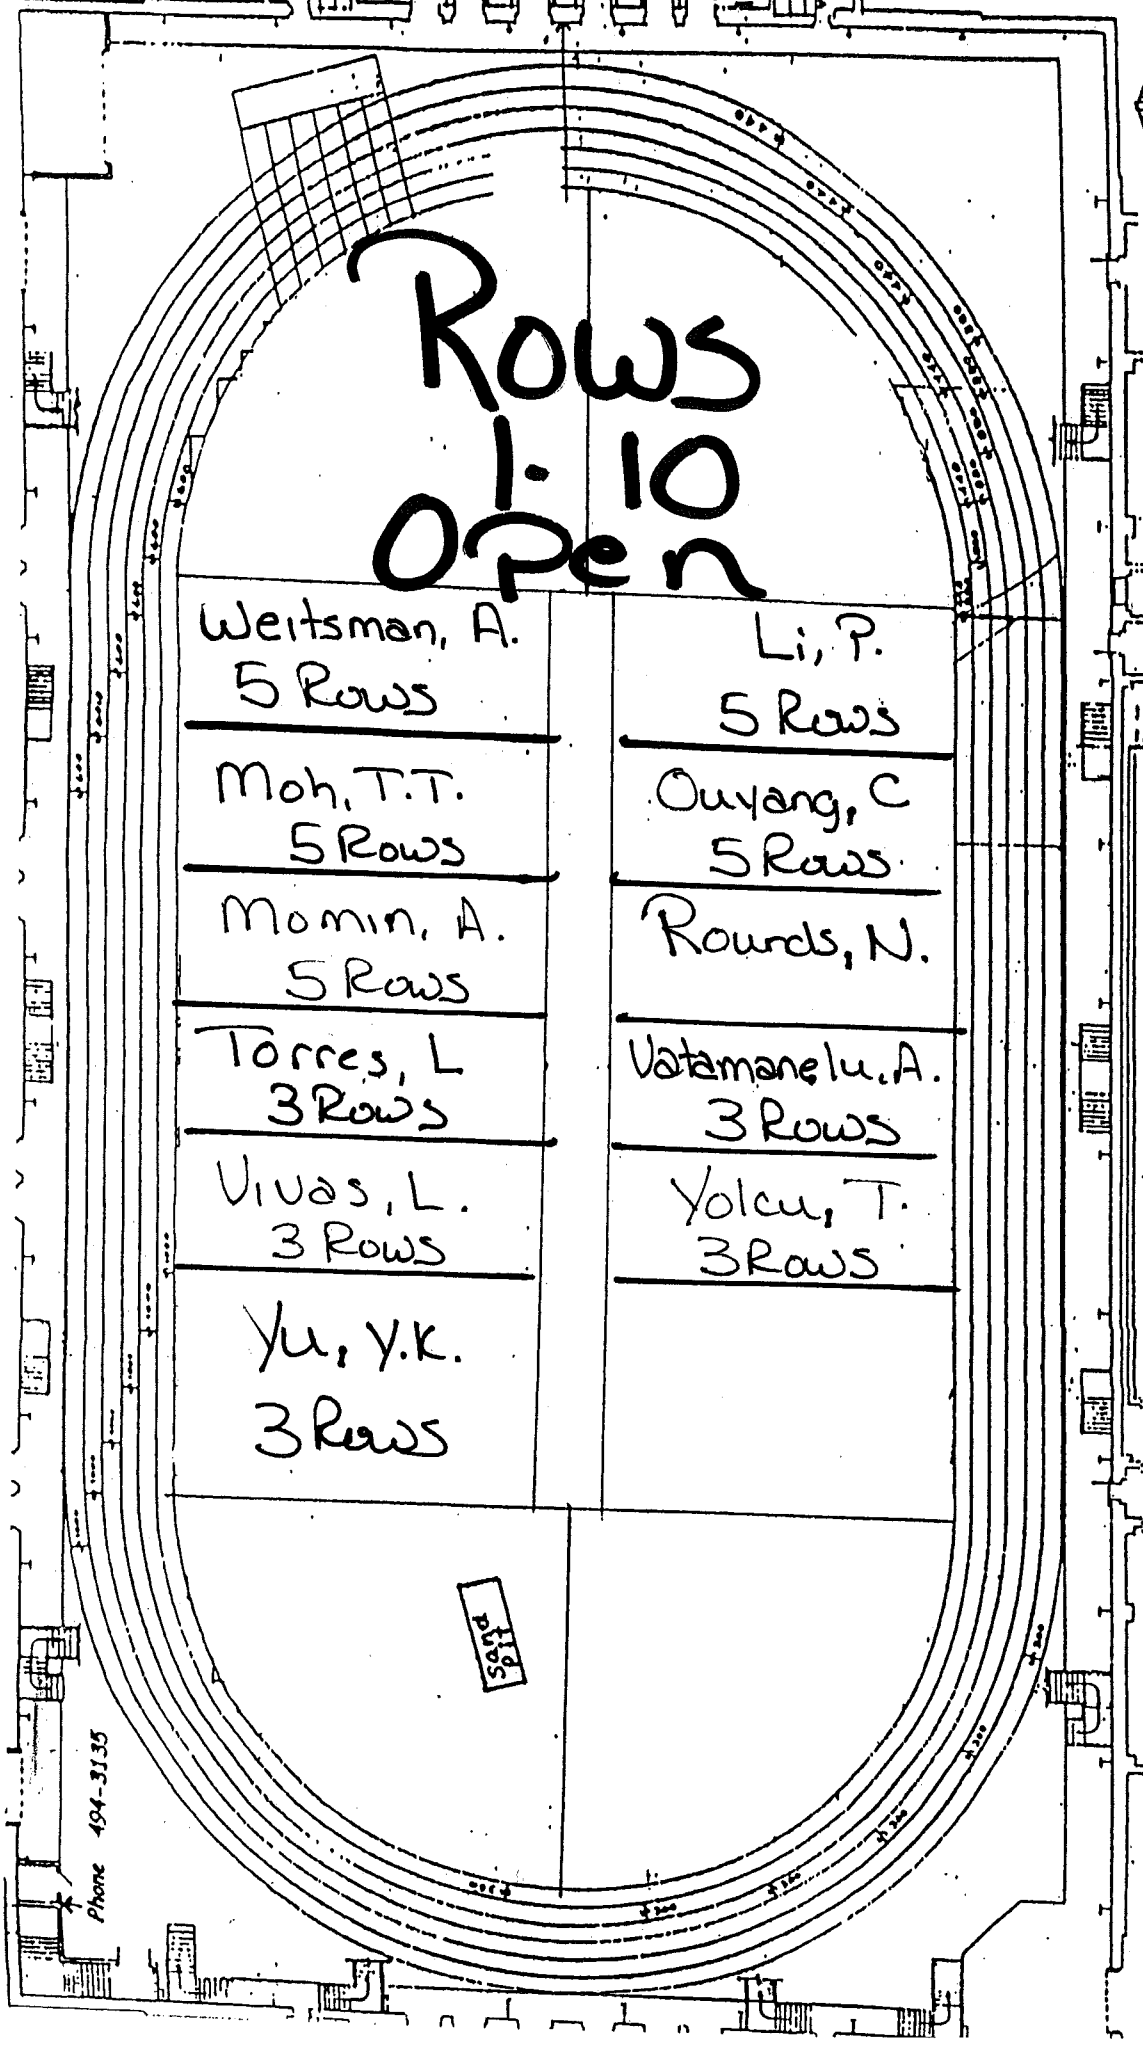 Rows
1-10
Open
Weitsman, A.
5 Rows
Li, P.
5 Rows
Moh, T.T.
5 Rows
Ouyang, C
5 Rows
Momin, A.
5 Rows
Rounds, N.
Torres, L
3 Rows
Vatamanelu, A.
3 Rows
Vivas, L.
3 Rows
Yolcu, T.
3 Rows
Yu, Y.K.
3 Rows
Sand
pit
Phone 494-3135